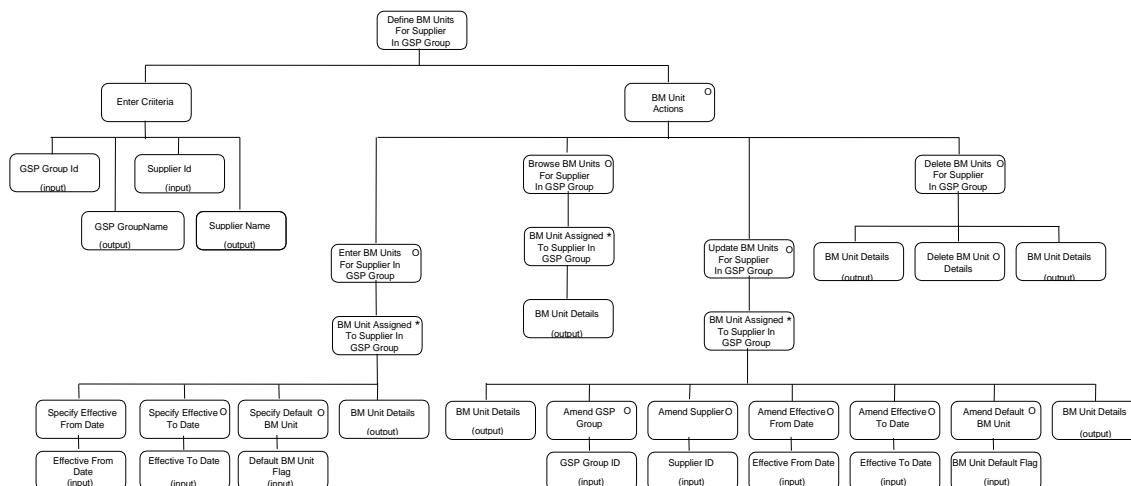 Define BM Units
For Supplier
In GSP Group
Enter Criiteria
BM Unit O
Actions
GSP Group Id
(input)
Supplier Id
(input)
GSP GroupName
(output)
Supplier Name
(output)
Browse BM Units O
For Supplier
In GSP Group
Delete BM Units O
For Supplier
In GSP Group
Enter BM Units O
For Supplier In
GSP Group
BM Unit Assigned *
To Supplier In
GSP Group
Update BM Units O
For Supplier
In GSP Group
BM Unit Details
(output)
Delete BM Unit O
Details
BM Unit Details
(output)
BM Unit Details
(output)
BM Unit Assigned *
To Supplier In
GSP Group
BM Unit Assigned *
To Supplier In
GSP Group
Specify Effective
From Date
Specify Effective O
To Date
Specify Default O
BM Unit
BM Unit Details
(output)
BM Unit Details
(output)
Amend GSP O
Group
Amend Supplier O
Amend Effective O
From Date
Amend Effective O
To Date
Amend Default O
BM Unit
BM Unit Details
(output)
Effective From
Date
(input)
Effective To Date
(input)
Default BM Unit
Flag
(input)
GSP Group ID
(input)
Supplier ID
(input)
Effective From Date
(input)
Effective To Date
(input)
BM Unit Default Flag
(input)